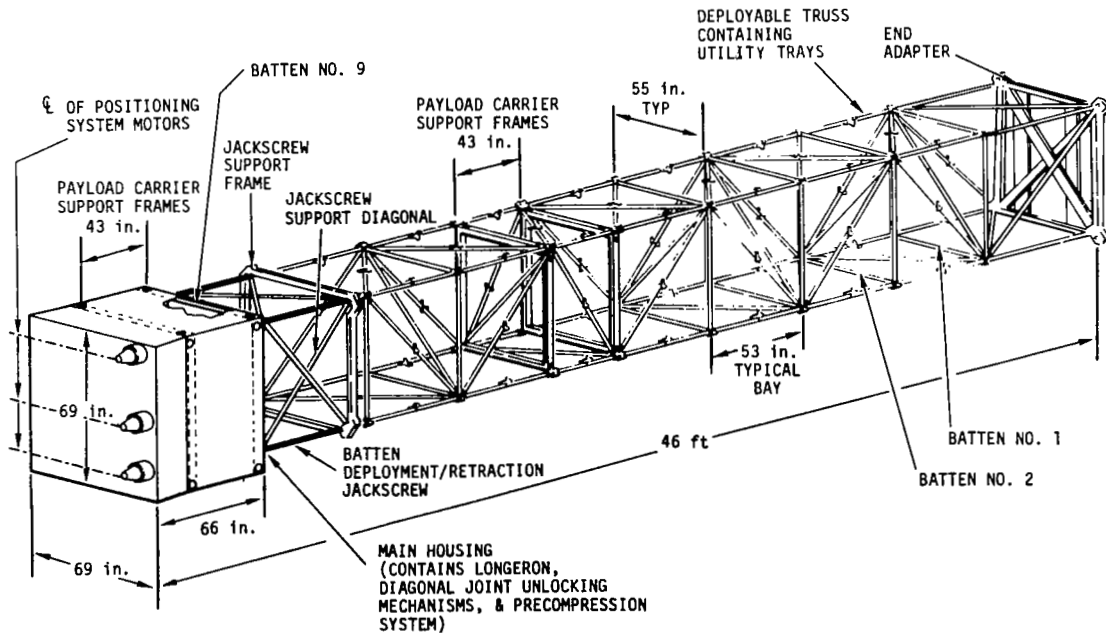 DEPLOYABLE TRUSS
CONTAINING
UTILITY TRAYS
END
ADAPTER
BATTEN NO. 9
55 in.
TYP
℄ OF POSITIONING
SYSTEM MOTORS
PAYLOAD CARRIER
SUPPORT FRAMES
43 in.
JACKSCREW
SUPPORT
FRAME
PAYLOAD CARRIER
SUPPORT FRAMES
43 in.
JACKSCREW
SUPPORT DIAGONAL
53 in.
TYPICAL
BAY
69 in.
46 ft
BATTEN NO. 1
BATTEN NO. 2
BATTEN
DEPLOYMENT/RETRACTION
JACKSCREW
66 in.
69 in.
MAIN HOUSING
(CONTAINS LONGERON,
DIAGONAL JOINT UNLOCKING
MECHANISMS, & PRECOMPRESSION
SYSTEM)